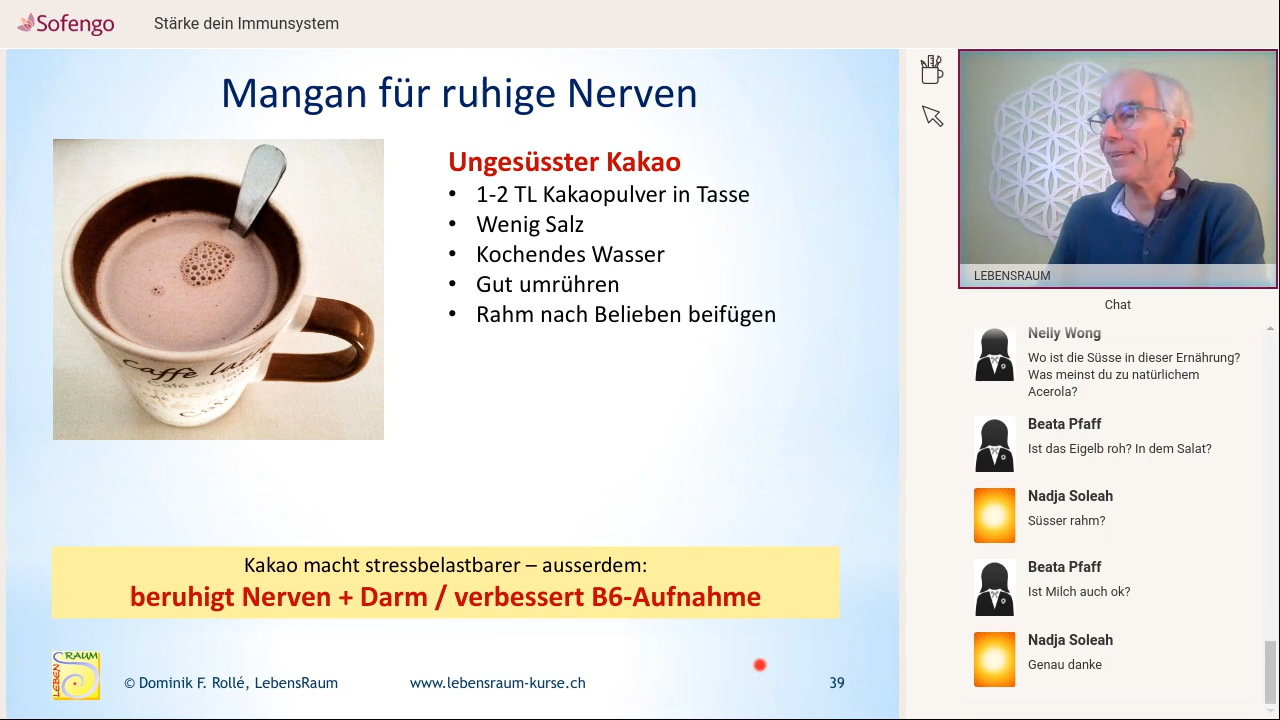 Sofengo
Stärke dein Immunsystem
Mangan für ruhige Nerven
Ungesüsster Kakao
• 1-2 TL Kakaopulver in Tasse
• Wenig Salz
• Kochendes Wasser
• Gut umrühren
• Rahm nach Belieben beifügen
Caffè latte
Kakao macht stressbelastbarer – ausserdem:
beruhigt Nerven + Darm / verbessert B6-Aufnahme
LEBENS RAUM
© Dominik F. Rollé, LebensRaum
www.lebensraum-kurse.ch
39
LEBENSRAUM
Chat
Nelly Wong
Wo ist die Süsse in dieser Ernährung?
Was meinst du zu natürlichem
Acerola?
Beata Pfaff
Ist das Eigelb roh? In dem Salat?
Nadja Soleah
Süsser rahm?
Beata Pfaff
Ist Milch auch ok?
Nadja Soleah
Genau danke